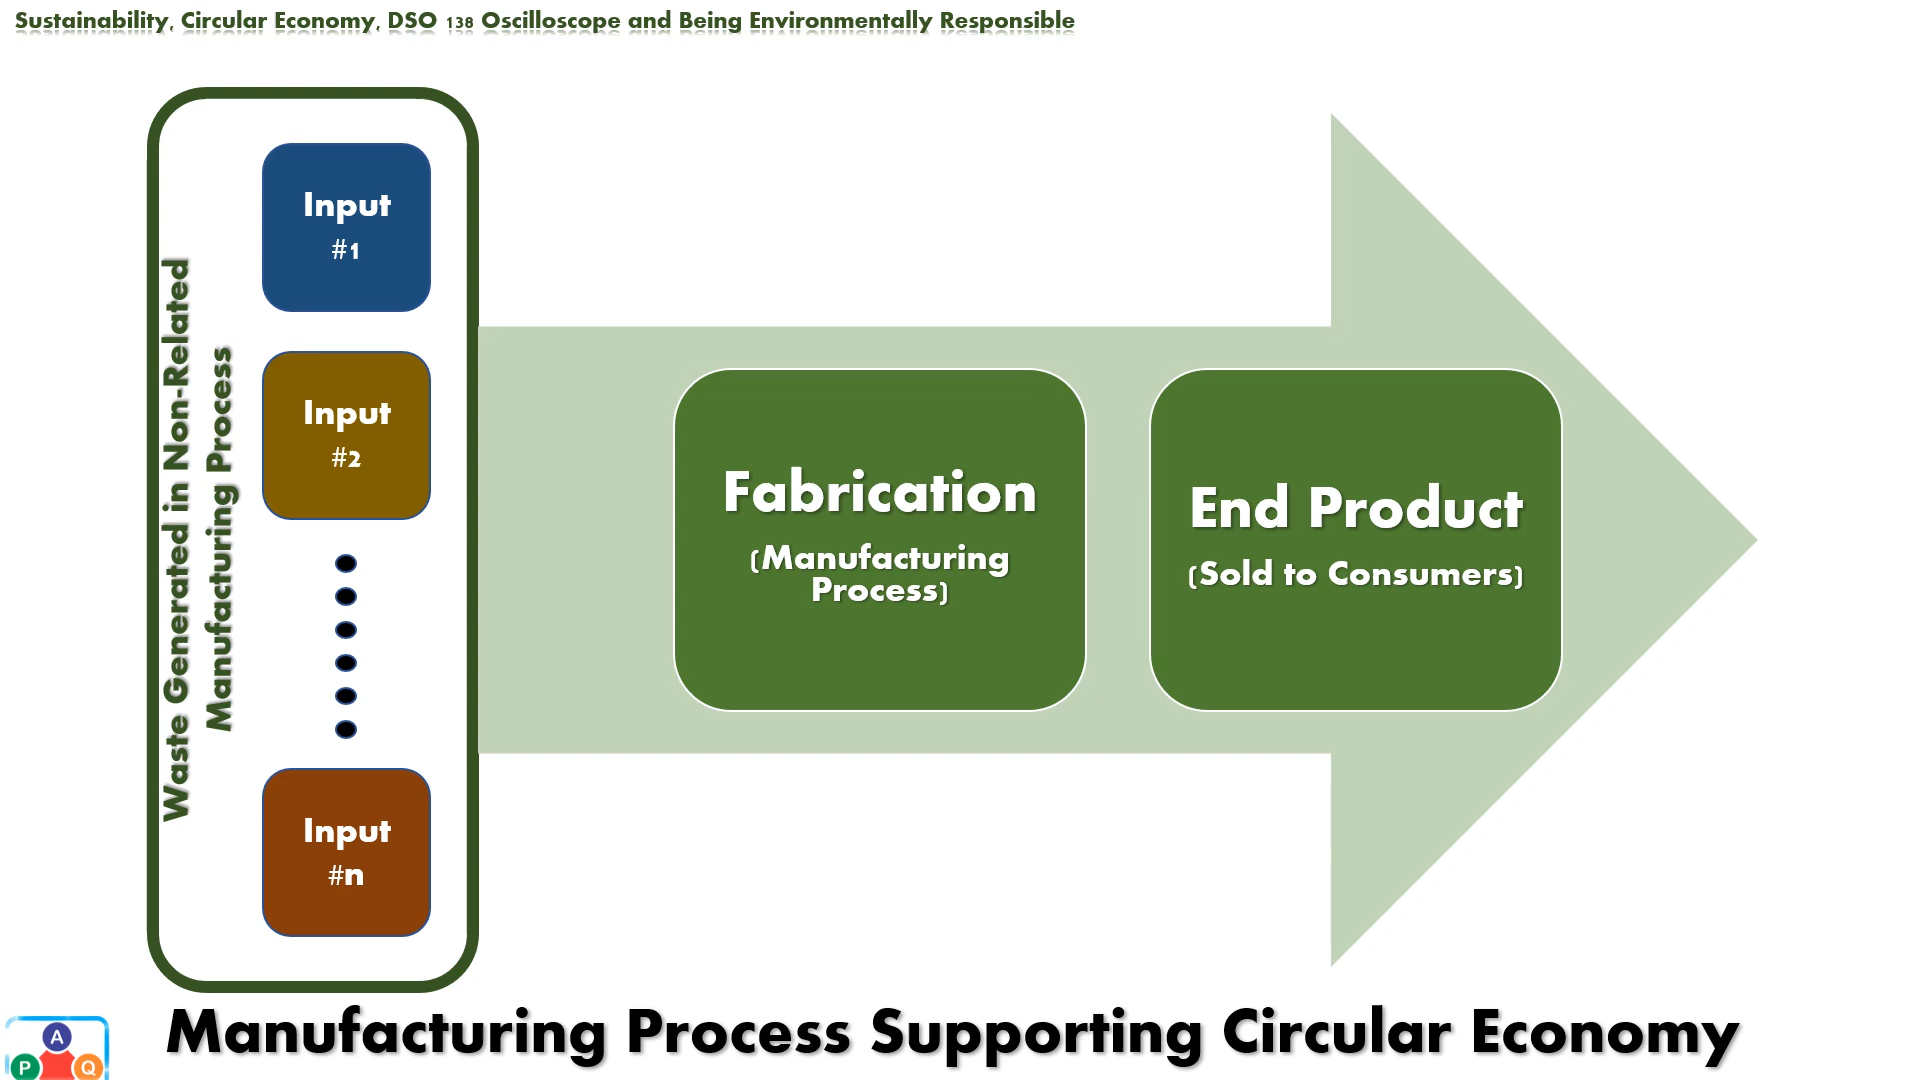 Sustainability, Circular Economy, DSO 138 Oscilloscope and Being Environmentally Responsible
Waste Generated in Non-Related
Manufacturing Process
Input
#1
Input
#2
Input
#n
Fabrication
(Manufacturing
Process)
End Product
(Sold to Consumers)
Manufacturing Process Supporting Circular Economy
A
P
Q